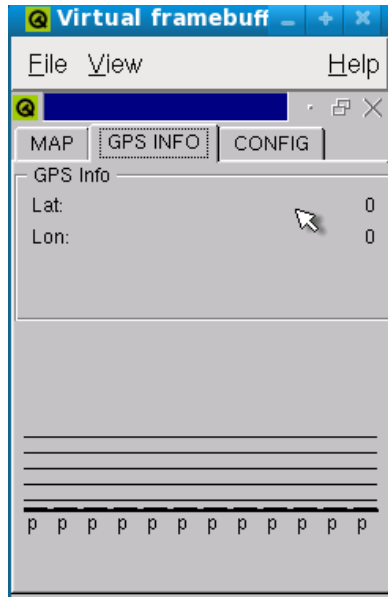 Virtual framebuff
File View Help
MAP GPS INFO CONFIG
GPS Info
Lat: 0
Lon: 0
p p p p p p p p p p p p